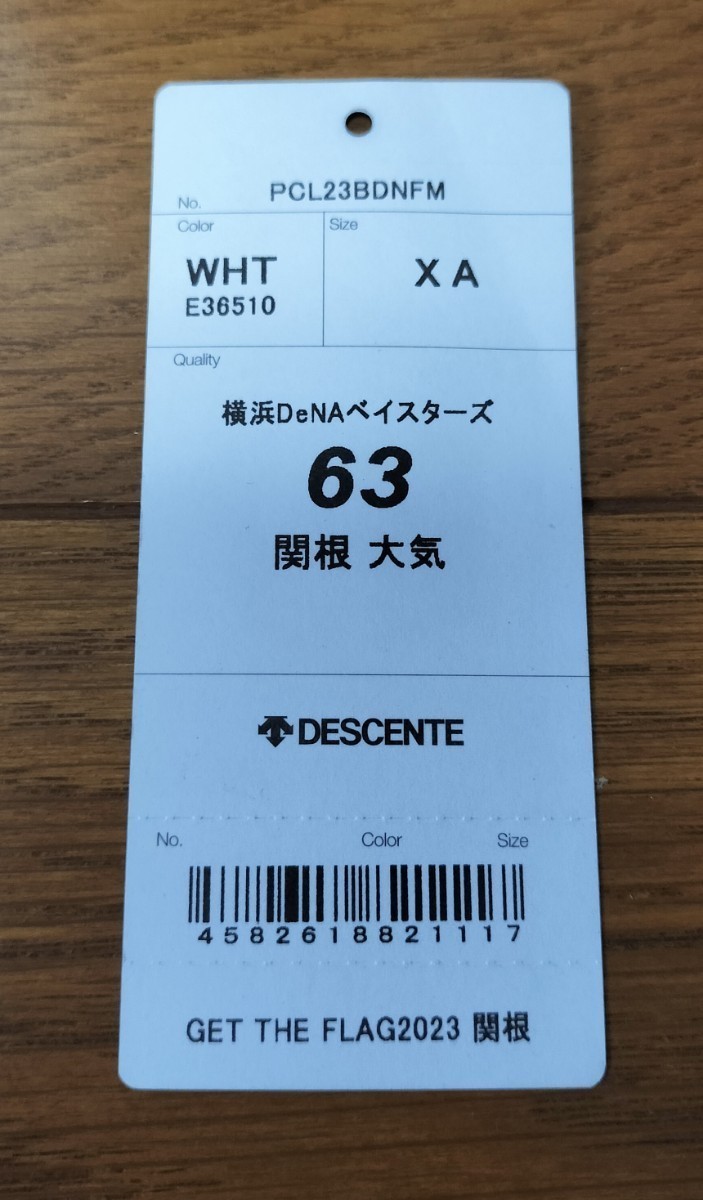 No. PCL23BDNFM
Color Size
WHT XA
E36510
Quality
横浜DeNAベイスターズ
63
関根 大気
DESCENTE
No. Color Size
4582618821117
GET THE FLAG2023 関根